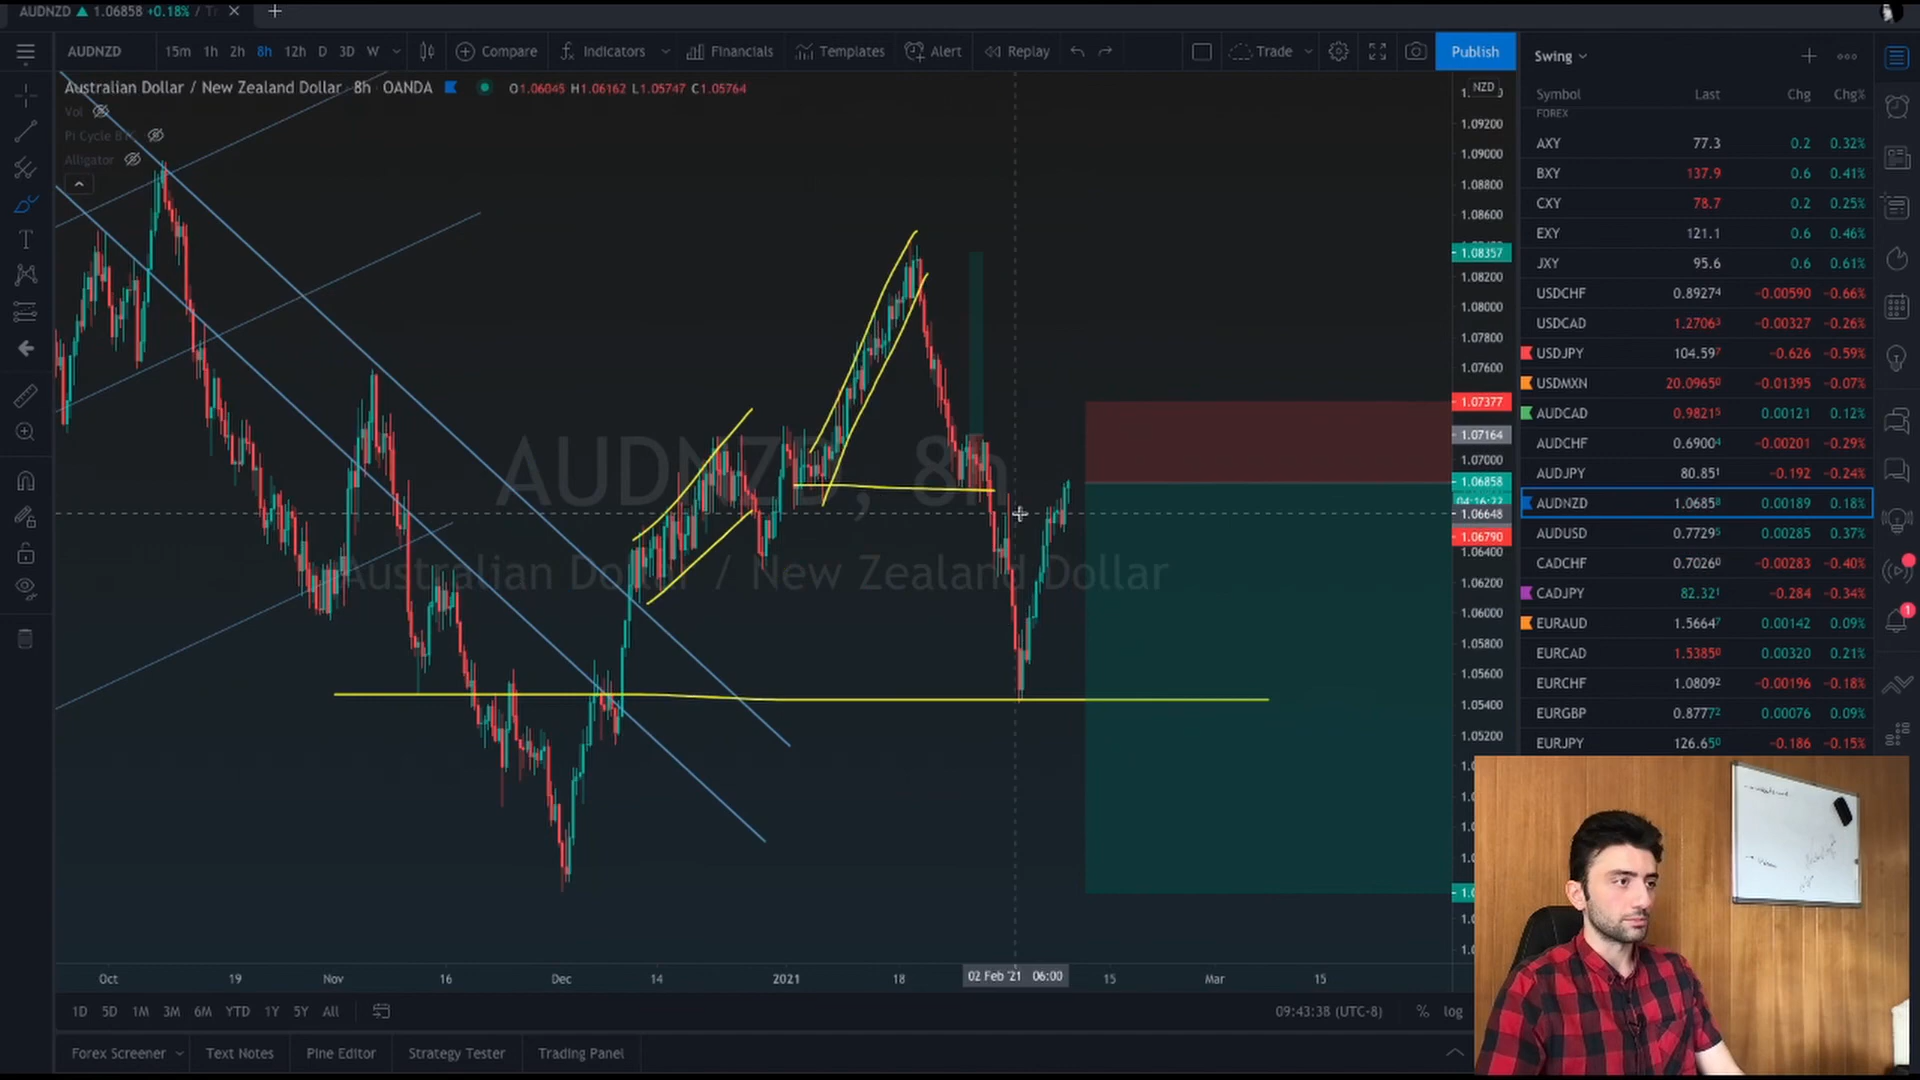 AUDNZD ▲ 1.06858 +0.18% /
AUDNZD 15m 1h 2h 8h 12h D 3D W Compare Indicators Financials Templates Alert Replay Trade Publish
Australian Dollar / New Zealand Dollar · 8h · OANDA O1.06045 H1.06162 L1.05747 C1.05764
Vol
Alligator
AUDNZD, 8h
Australian Dollar / New Zealand Dollar
NZD
1.09200
1.09000
1.08800
1.08600
1.08357
1.08200
1.08000
1.07800
1.07600
1.07377
1.07164
1.07000
1.06858
04:16:22
1.06648
1.06790
1.06400
1.06200
1.06000
1.05800
1.05600
1.05400
1.05200
Oct 19 Nov 16 Dec 14 2021 18 02 Feb '21 06:00 15 Mar 15
1D 5D 1M 3M 6M YTD 1Y 5Y All 09:43:38 (UTC-8) % log
Forex Screener Text Notes Pine Editor Strategy Tester Trading Panel
Swing
Symbol Last Chg Chg%
FOREX
AXY 77.3 0.2 0.32%
BXY 137.9 0.6 0.41%
CXY 78.7 0.2 0.25%
EXY 121.1 0.6 0.46%
JXY 95.6 0.6 0.61%
USDCHF 0.89274 -0.00590 -0.66%
USDCAD 1.27063 -0.00327 -0.26%
USDJPY 104.597 -0.626 -0.59%
USDMXN 20.09650 -0.01395 -0.07%
AUDCAD 0.98215 0.00121 0.12%
AUDCHF 0.69004 -0.00201 -0.29%
AUDJPY 80.851 -0.192 -0.24%
AUDNZD 1.06858 0.00189 0.18%
AUDUSD 0.77295 0.00285 0.37%
CADCHF 0.70260 -0.00283 -0.40%
CADJPY 82.321 -0.284 -0.34%
EURAUD 1.56647 0.00142 0.09%
EURCAD 1.53850 0.00320 0.21%
EURCHF 1.08092 -0.00196 -0.18%
EURGBP 0.87772 0.00076 0.09%
EURJPY 126.650 -0.186 -0.15%
1